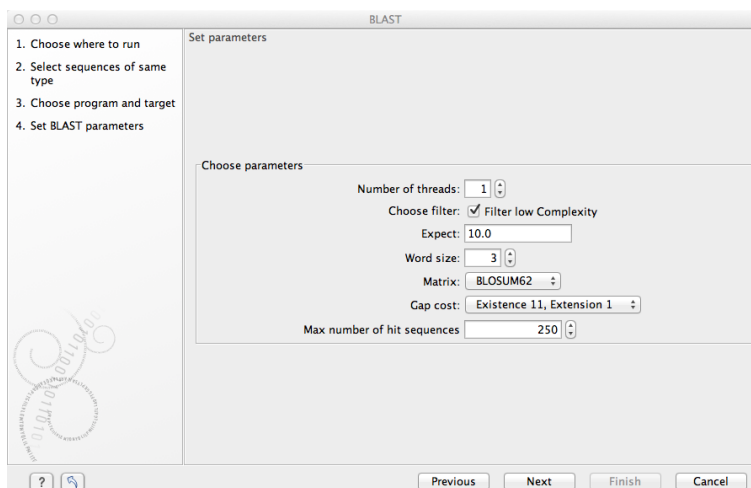 BLAST
1. Choose where to run
2. Select sequences of same
type
3. Choose program and target
4. Set BLAST parameters
Set parameters
Choose parameters
Number of threads: 1
Choose filter: Filter low Complexity
Expect: 10.0
Word size: 3
Matrix: BLOSUM62
Gap cost: Existence 11, Extension 1
Max number of hit sequences 250
?
Previous Next Finish Cancel